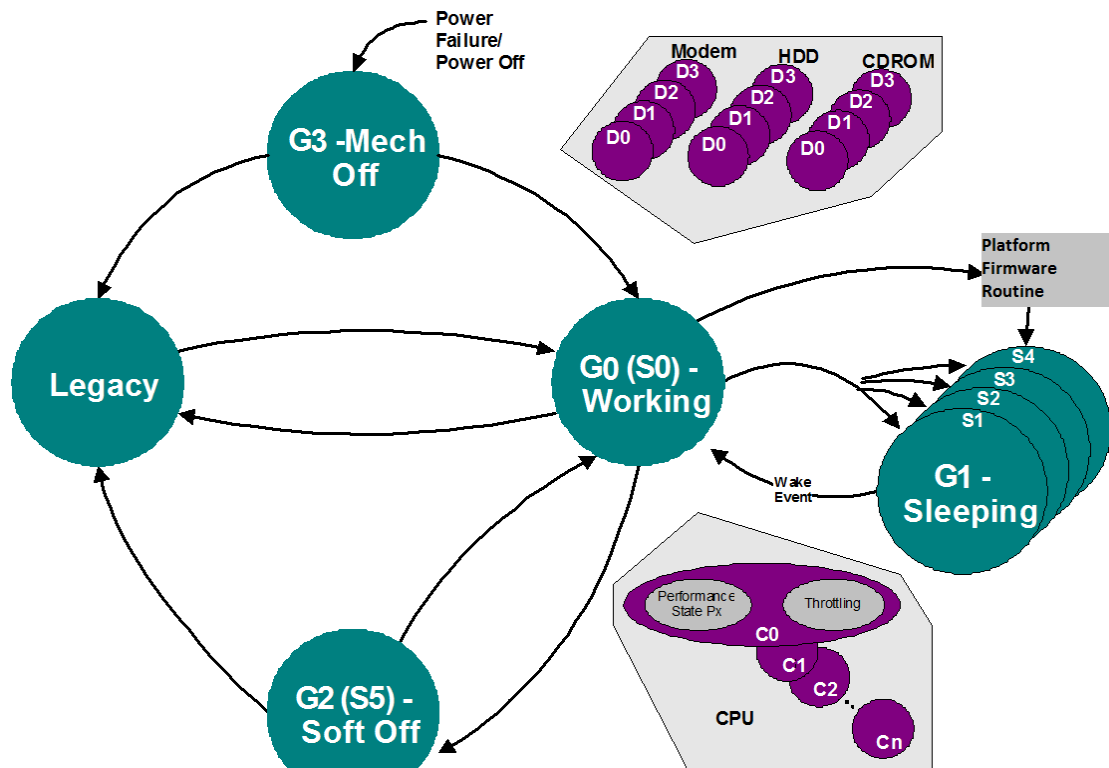 Power
Failure/
Power Off
Modem
HDD
CDROM
D3
D2
D1
D0
D3
D2
D1
D0
D3
D2
D1
D0
G3 -Mech
Off
Platform
Firmware
Routine
Legacy
G0 (S0) -
Working
S4
S3
S2
S1
G1 -
Sleeping
Wake
Event
Performance
State Px
Throttling
C0
C1
C2
Cn
CPU
G2 (S5) -
Soft Off